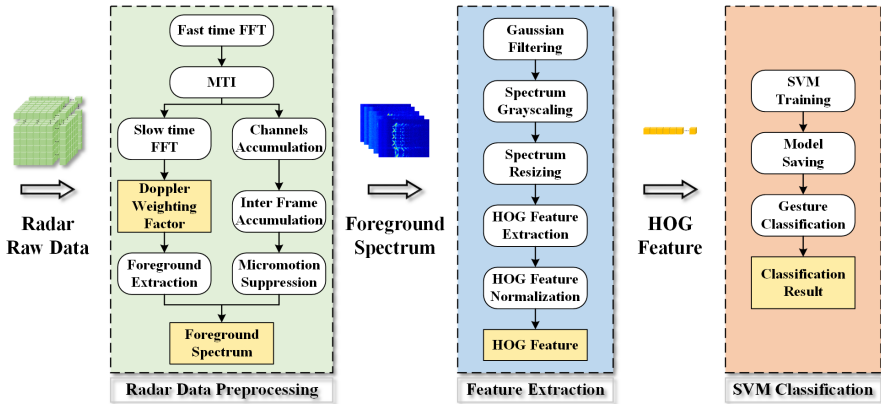 Radar
Raw Data
Fast time FFT
MTI
Slow time
FFT
Channels
Accumulation
Doppler
Weighting
Factor
Inter Frame
Accumulation
Foreground
Extraction
Micromotion
Suppression
Foreground
Spectrum
Radar Data Preprocessing
Foreground
Spectrum
Gaussian
Filtering
Spectrum
Grayscaling
Spectrum
Resizing
HOG Feature
Extraction
HOG Feature
Normalization
HOG Feature
Feature Extraction
HOG
Feature
SVM
Training
Model
Saving
Gesture
Classification
Classification
Result
SVM Classification